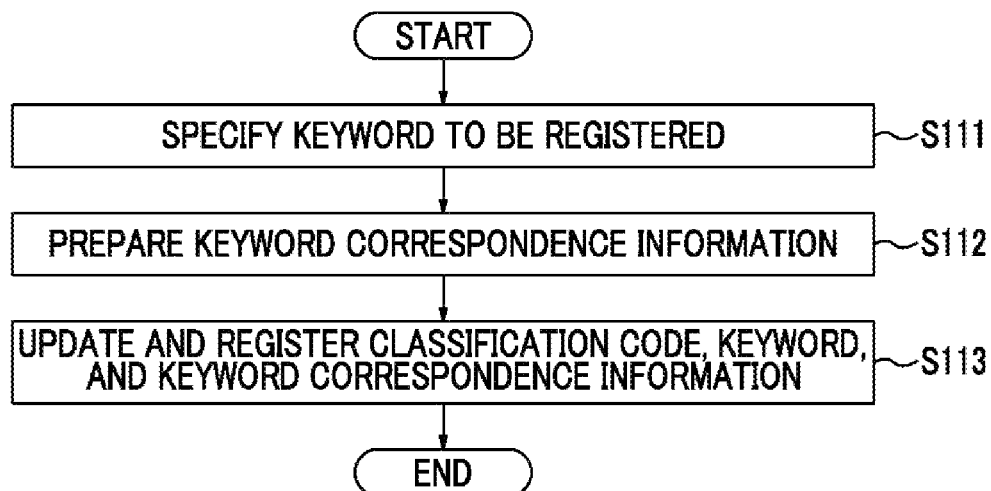 START
SPECIFY KEYWORD TO BE REGISTERED
S111
PREPARE KEYWORD CORRESPONDENCE INFORMATION
S112
UPDATE AND REGISTER CLASSIFICATION CODE, KEYWORD,
AND KEYWORD CORRESPONDENCE INFORMATION
S113
END